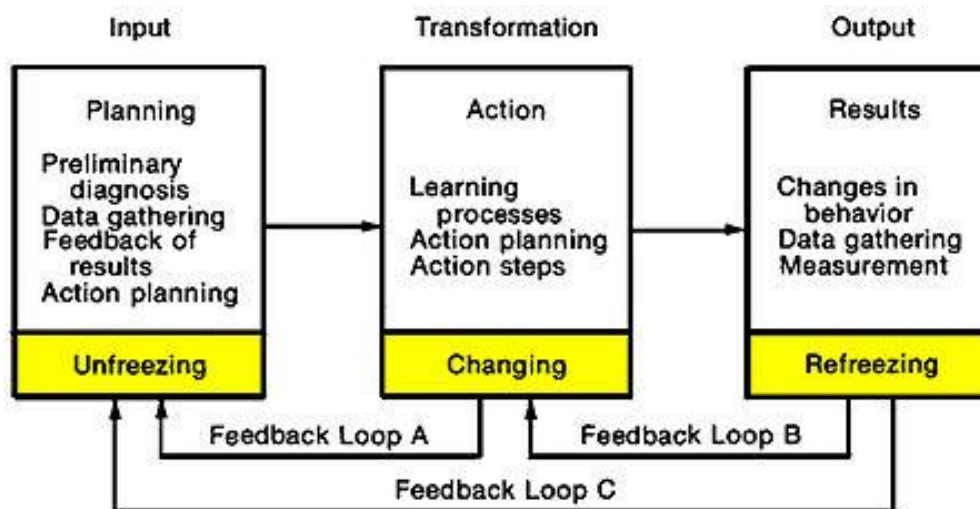 Input
Transformation
Output
Planning
Preliminary
diagnosis
Data gathering
Feedback of
results
Action planning
Unfreezing
Action
Learning
processes
Action planning
Action steps
Changing
Results
Changes in
behavior
Data gathering
Measurement
Refreezing
Feedback Loop A
Feedback Loop B
Feedback Loop C